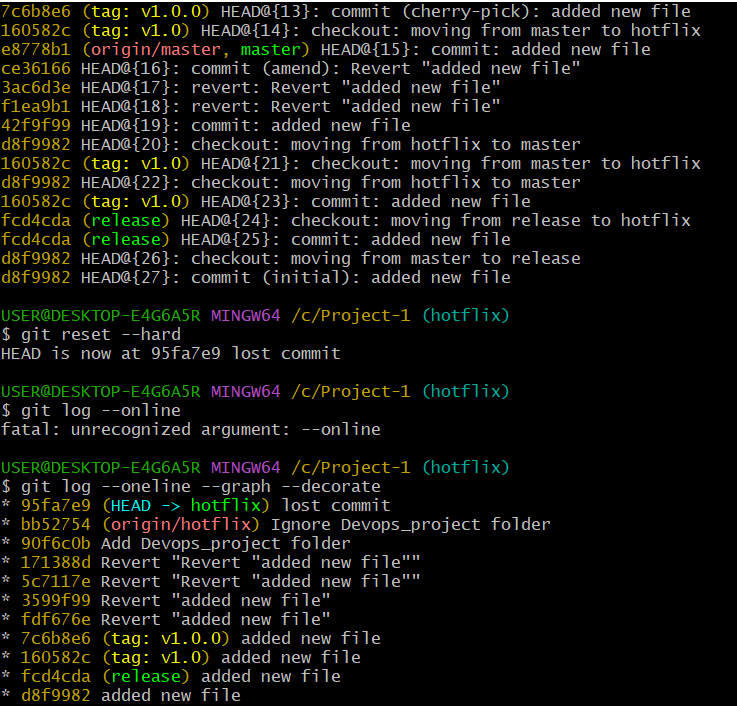 7c6b8e6 (tag: v1.0.0) HEAD@{13}: commit (cherry-pick): added new file
160582c (tag: v1.0) HEAD@{14}: checkout: moving from master to hotflix
e8778b1 (origin/master, master) HEAD@{15}: commit: added new file
ce36166 HEAD@{16}: commit (amend): Revert "added new file"
3ac6d3e HEAD@{17}: revert: Revert "added new file"
f1ea9b1 HEAD@{18}: revert: Revert "added new file"
42f9f99 HEAD@{19}: commit: added new file
d8f9982 HEAD@{20}: checkout: moving from hotflix to master
160582c (tag: v1.0) HEAD@{21}: checkout: moving from master to hotflix
d8f9982 HEAD@{22}: checkout: moving from hotflix to master
160582c (tag: v1.0) HEAD@{23}: commit: added new file
fcd4cda (release) HEAD@{24}: checkout: moving from release to hotflix
fcd4cda (release) HEAD@{25}: commit: added new file
d8f9982 HEAD@{26}: checkout: moving from master to release
d8f9982 HEAD@{27}: commit (initial): added new file
USER@DESKTOP-E4G6A5R MINGW64 /c/Project-1 (hotflix)
$ git reset --hard
HEAD is now at 95fa7e9 lost commit
USER@DESKTOP-E4G6A5R MINGW64 /c/Project-1 (hotflix)
$ git log --online
fatal: unrecognized argument: --online
USER@DESKTOP-E4G6A5R MINGW64 /c/Project-1 (hotflix)
$ git log --oneline --graph --decorate
* 95fa7e9 (HEAD -> hotflix) lost commit
* bb52754 (origin/hotflix) Ignore Devops_project folder
* 90f6c0b Add Devops_project folder
* 171388d Revert "Revert "added new file""
* 5c7117e Revert "Revert "added new file""
* 3599f99 Revert "added new file"
* fdf676e Revert "added new file"
* 7c6b8e6 (tag: v1.0.0) added new file
* 160582c (tag: v1.0) added new file
* fcd4cda (release) added new file
* d8f9982 added new file